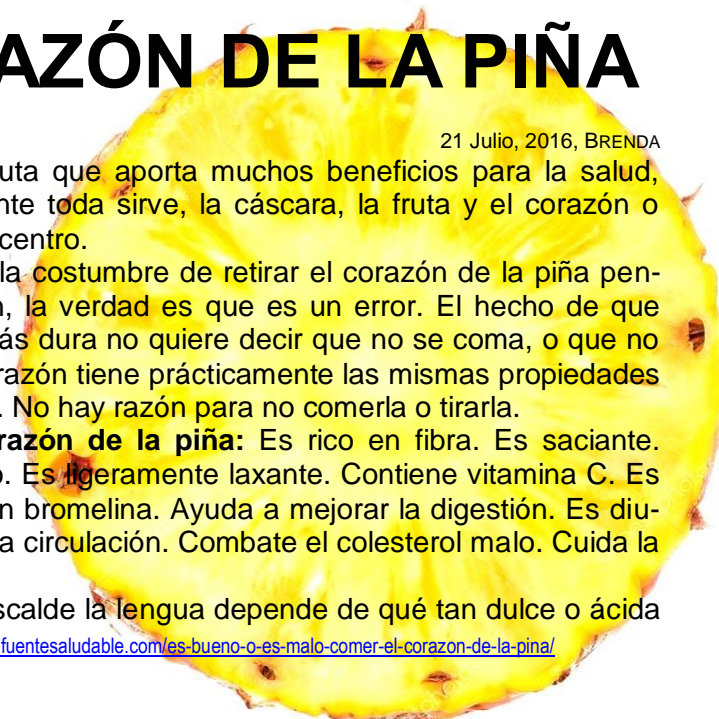 AZÓN DE LA PIÑA
21 Julio, 2016, BRENDA
uta que aporta muchos beneficios para la salud,
nte toda sirve, la cáscara, la fruta y el corazón o
centro.
la costumbre de retirar el corazón de la piña pen-
n, la verdad es que es un error. El hecho de que
ás dura no quiere decir que no se coma, o que no
razón tiene prácticamente las mismas propiedades
. No hay razón para no comerla o tirarla.
razón de la piña: Es rico en fibra. Es saciante.
o. Es ligeramente laxante. Contiene vitamina C. Es
n bromelina. Ayuda a mejorar la digestión. Es diu-
a circulación. Combate el colesterol malo. Cuida la
scalde la lengua depende de qué tan dulce o ácida
fuentesaludable.com/es-bueno-o-es-malo-comer-el-corazon-de-la-pina/